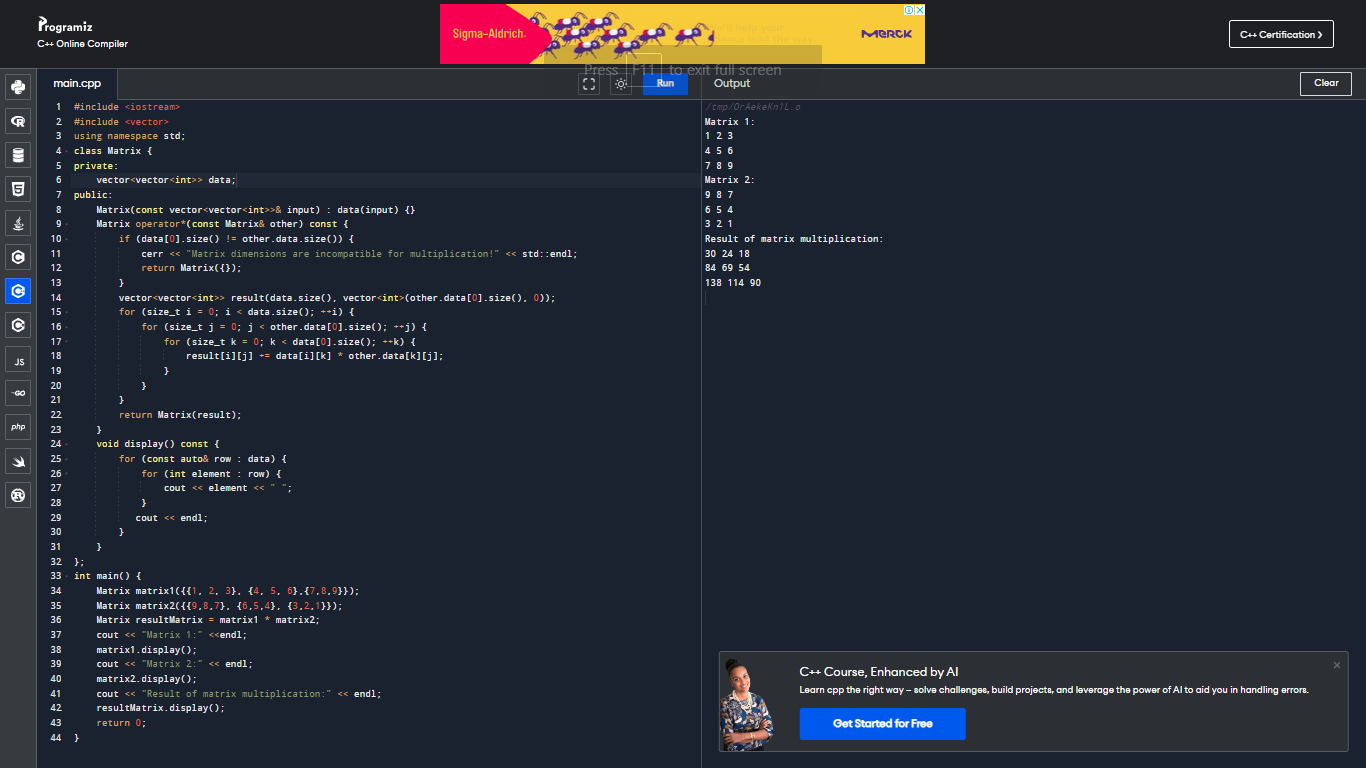 Programiz
C++ Online Compiler
Sigma-Aldrich.
MERCK
C++ Certification >
Press F11 to exit full screen
main.cpp
Run
Output
Clear
1 #include <iostream>
2 #include <vector>
3 using namespace std;
4 class Matrix {
5 private:
6     vector<vector<int>> data;
7 public:
8     Matrix(const vector<vector<int>>& input) : data(input) {}
9     Matrix operator*(const Matrix& other) const {
10         if (data[0].size() != other.data.size()) {
11             cerr << "Matrix dimensions are incompatible for multiplication!" << std::endl;
12             return Matrix({});
13         }
14         vector<vector<int>> result(data.size(), vector<int>(other.data[0].size(), 0));
15         for (size_t i = 0; i < data.size(); ++i) {
16             for (size_t j = 0; j < other.data[0].size(); ++j) {
17                 for (size_t k = 0; k < data[0].size(); ++k) {
18                     result[i][j] += data[i][k] * other.data[k][j];
19                 }
20             }
21         }
22         return Matrix(result);
23     }
24     void display() const {
25         for (const auto& row : data) {
26             for (int element : row) {
27                 cout << element << " ";
28             }
29            cout << endl;
30         }
31     }
32 };
33 int main() {
34     Matrix matrix1({{1, 2, 3}, {4, 5, 6},{7,8,9}});
35     Matrix matrix2({{9,8,7}, {6,5,4}, {3,2,1}});
36     Matrix resultMatrix = matrix1 * matrix2;
37     cout << "Matrix 1:" <<endl;
38     matrix1.display();
39     cout << "Matrix 2:" << endl;
40     matrix2.display();
41     cout << "Result of matrix multiplication:" << endl;
42     resultMatrix.display();
43     return 0;
44 }
JS
GO
php
/tmp/OrAekeKn1L.o
Matrix 1:
1 2 3
4 5 6
7 8 9
Matrix 2:
9 8 7
6 5 4
3 2 1
Result of matrix multiplication:
30 24 18
84 69 54
138 114 90
C++ Course, Enhanced by AI
Learn cpp the right way – solve challenges, build projects, and leverage the power of AI to aid you in handling errors.
Get Started for Free